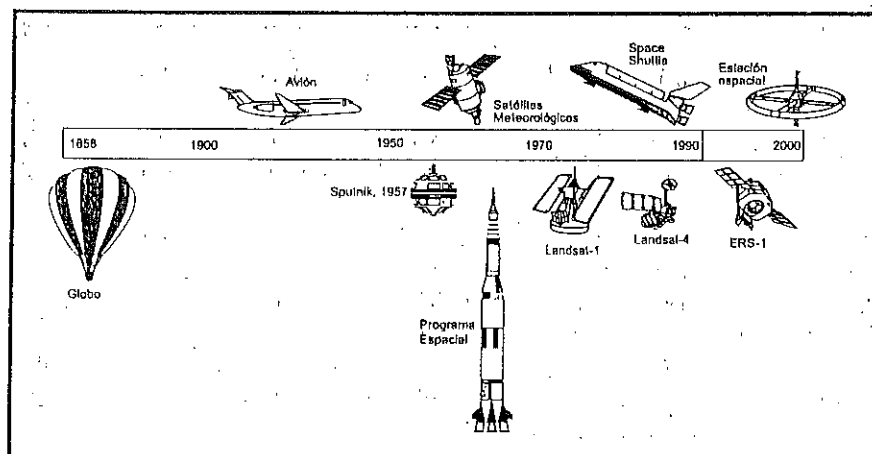 Avión
Satélites
Meteorológicos
Space
Shuttle
Estación
espacial
1858 1900 1950 1970 1990 2000
Globo
Sputnik, 1957
Programa
Espacial
Landsat-1
Landsat-4
ERS-1